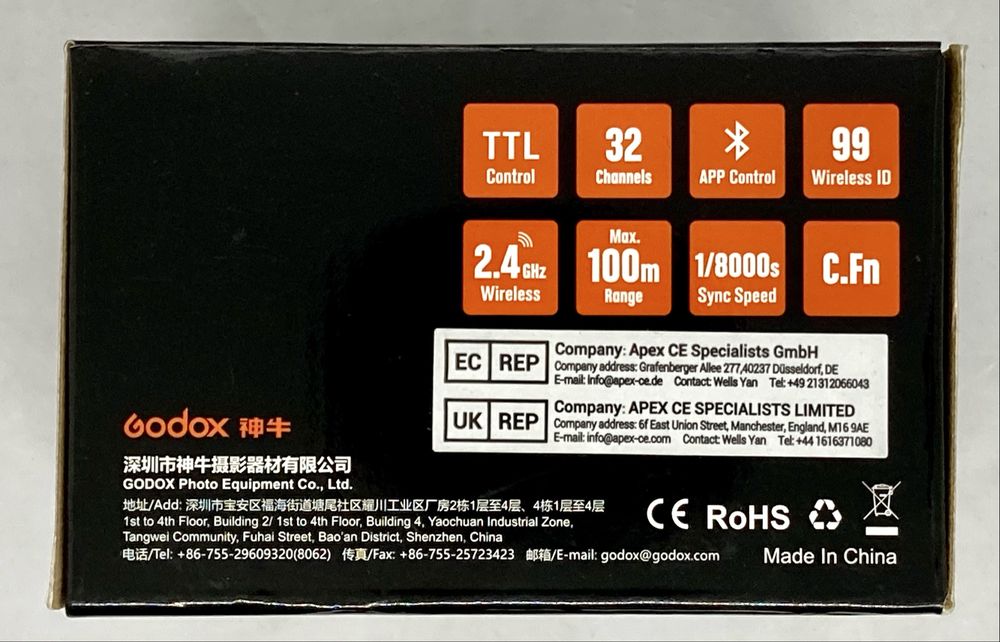 TTL
Control
32
Channels
APP Control
99
Wireless ID
2.4GHz
Wireless
Max.
100m
Range
1/8000s
Sync Speed
C.Fn
EC REP
Company: Apex CE Specialists GmbH
Company address: Grafenberger Allee 277,40237 Düsseldorf, DE
E-mail: Info@apex-ce.de Contact: Wells Yan Tel:+49 21312066043
UK REP
Company: APEX CE SPECIALISTS LIMITED
Company address: 6f East Union Street, Manchester, England, M16 9AE
E-mail: info@apex-ce.com Contact: Wells Yan Tel:+44 1616371080
Godox 神牛
深圳市神牛摄影器材有限公司
GODOX Photo Equipment Co., Ltd.
地址/Add: 深圳市宝安区福海街道塘尾社区耀川工业区厂房2栋1层至4层、4栋1层至4层
1st to 4th Floor, Building 2/ 1st to 4th Floor, Building 4, Yaochuan Industrial Zone,
Tangwei Community, Fuhai Street, Bao'an District, Shenzhen, China
电话/Tel: +86-755-29609320(8062) 传真/Fax: +86-755-25723423 邮箱/E-mail: godox@godox.com
CE RoHS
Made In China